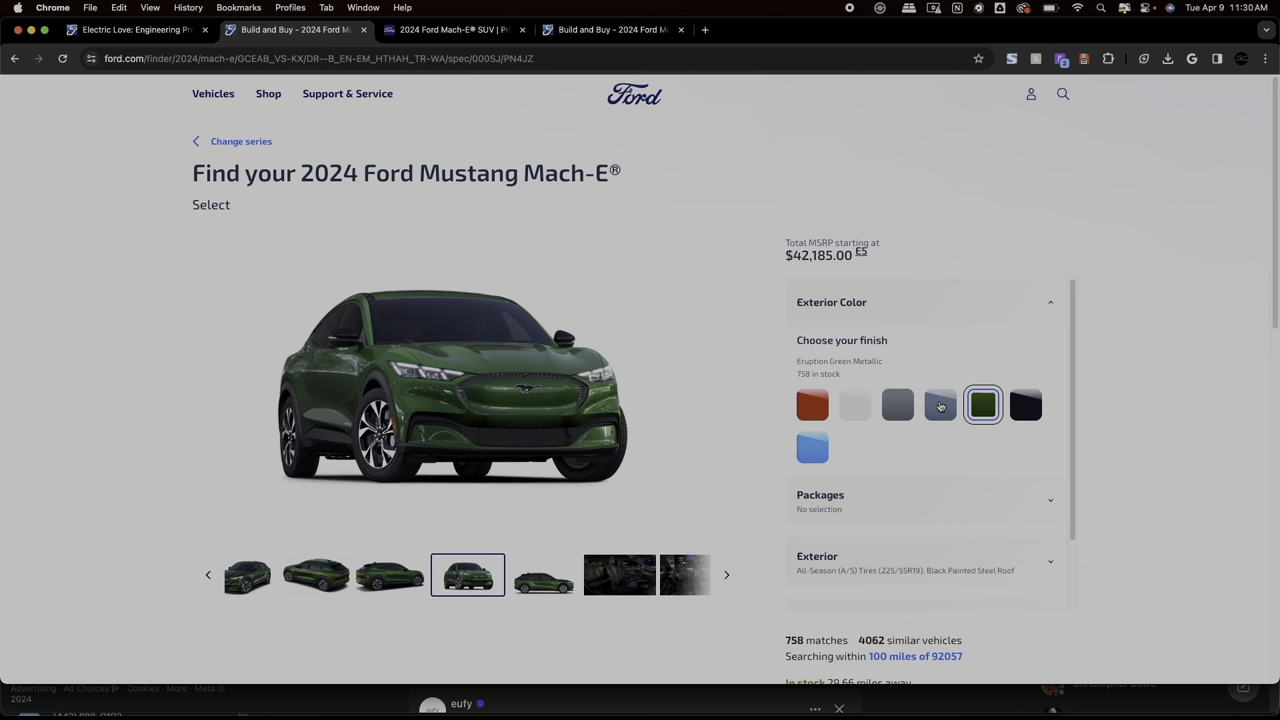 Chrome File Edit View History Bookmarks Profiles Tab Window Help Tue Apr 9 11:30 AM
Electric Love: Engineering Pr Build and Buy - 2024 Ford M 2024 Ford Mach-E® SUV | Pr Build and Buy - 2024 Ford M
ford.com/finder/2024/mach-e/GCEAB_VS-KX/DR--B_EN-EM_HTHAH_TR-WA/spec/000SJ/PN4JZ
Vehicles Shop Support & Service Ford
Change series
Find your 2024 Ford Mustang Mach-E®
Select
Total MSRP starting at
$42,185.00 E5
Exterior Color
Choose your finish
Eruption Green Metallic
758 in stock
Packages
No selection
Exterior
All-Season (A/S) Tires (225/55R19), Black Painted Steel Roof
758 matches 4062 similar vehicles
Searching within 100 miles of 92057
In stock 29.66 miles away
Advertising · Ad Choices · Cookies · More · Meta ©
2024
eufy